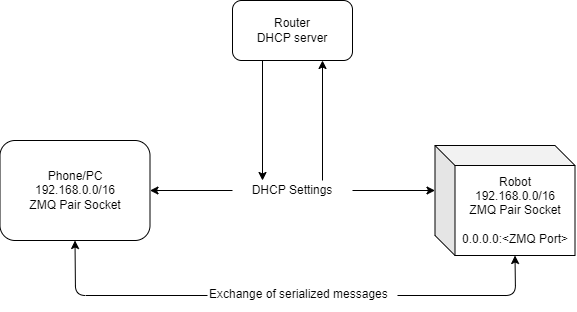 Router
DHCP server
Phone/PC
192.168.0.0/16
ZMQ Pair Socket
DHCP Settings
Robot
192.168.0.0/16
ZMQ Pair Socket
0.0.0.0:<ZMQ Port>
Exchange of serialized messages